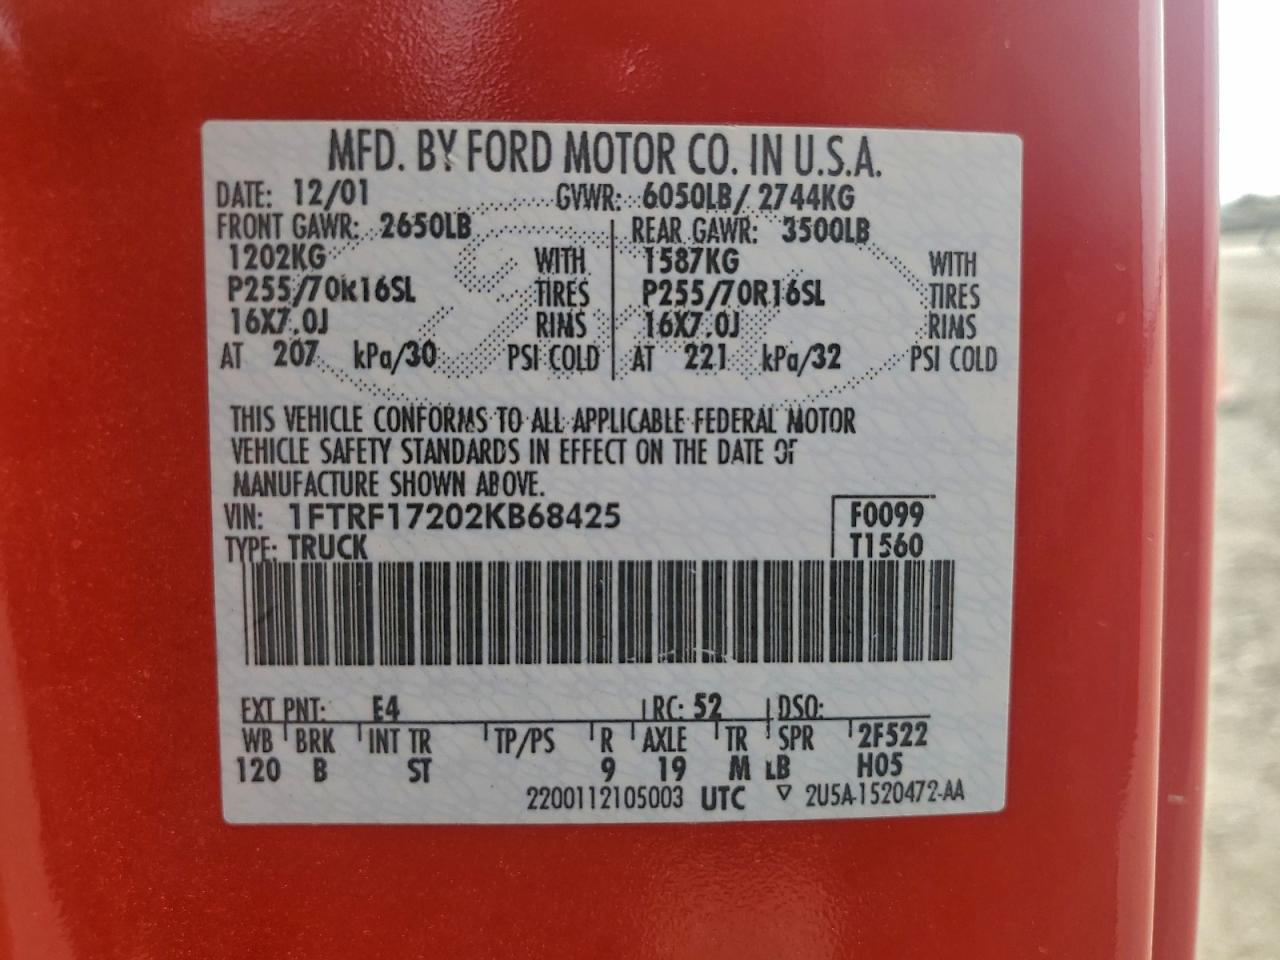 MFD. BY FORD MOTOR CO. IN U.S.A.
DATE: 12/01 GVWR: 6050LB/ 2744KG
FRONT GAWR: 2650LB REAR GAWR: 3500LB
1202KG WITH 1587KG WITH
P255/70R16SL TIRES P255/70R16SL TIRES
16X7.0J RIMS 16X7.0J RIMS
AT 207 kPa/30 PSI COLD AT 221 kPa/32 PSI COLD
THIS VEHICLE CONFORMS TO ALL APPLICABLE FEDERAL MOTOR
VEHICLE SAFETY STANDARDS IN EFFECT ON THE DATE OF
MANUFACTURE SHOWN ABOVE.
VIN: 1FTRF17202KB68425 F0099
TYPE: TRUCK T1560
EXT PNT: E4 RC: 52 DSO:
WB BRK INT TR TP/PS R AXLE TR SPR 2F522
120 B ST 9 19 M LB H05
2200112105003 UTC ▽ 2U5A-1520472-AA